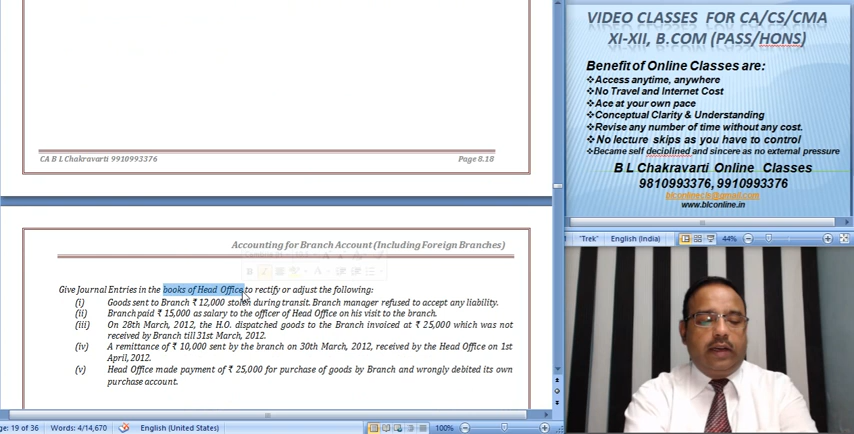 CA B L Chakravarti 9910993376 Page 8.18
Accounting for Branch Account (Including Foreign Branches)
Give Journal Entries in the books of Head Office to rectify or adjust the following:
(i) Goods sent to Branch ₹ 12,000 stolen during transit. Branch manager refused to accept any liability.
(ii) Branch paid ₹ 15,000 as salary to the officer of Head Office on his visit to the branch.
(iii) On 28th March, 2012, the H.O. dispatched goods to the Branch invoiced at ₹ 25,000 which was not
received by Branch till 31st March, 2012.
(iv) A remittance of ₹ 10,000 sent by the branch on 30th March, 2012, received by the Head Office on 1st
April, 2012.
(v) Head Office made payment of ₹ 25,000 for purchase of goods by Branch and wrongly debited its own
purchase account.
ge: 19 of 36 Words: 4/14,670 English (United States) 100%
VIDEO CLASSES FOR CA/CS/CMA
XI-XII, B.COM (PASS/HONS)
Benefit of Online Classes are:
❖Access anytime, anywhere
❖No Travel and Internet Cost
❖Ace at your own pace
❖Conceptual Clarity & Understanding
❖Revise any number of time without any cost.
❖No lecture skips as you have to control
❖Became self deciplined and sincere as no external pressure
B L Chakravarti Online Classes
9810993376, 9910993376
www.blconline.in
"Trek" English (India) 44%